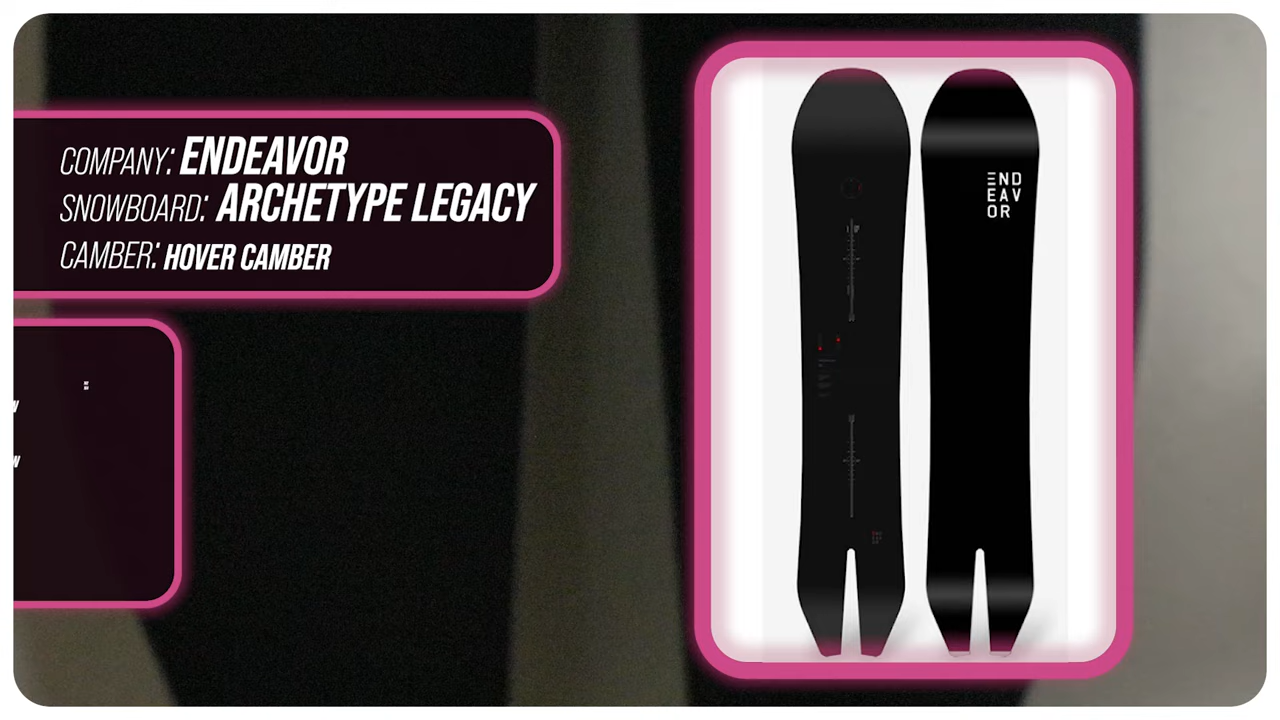 COMPANY: ENDEAVOR
SNOWBOARD: ARCHETYPE LEGACY
CAMBER: HOVER CAMBER
END
EAV
OR